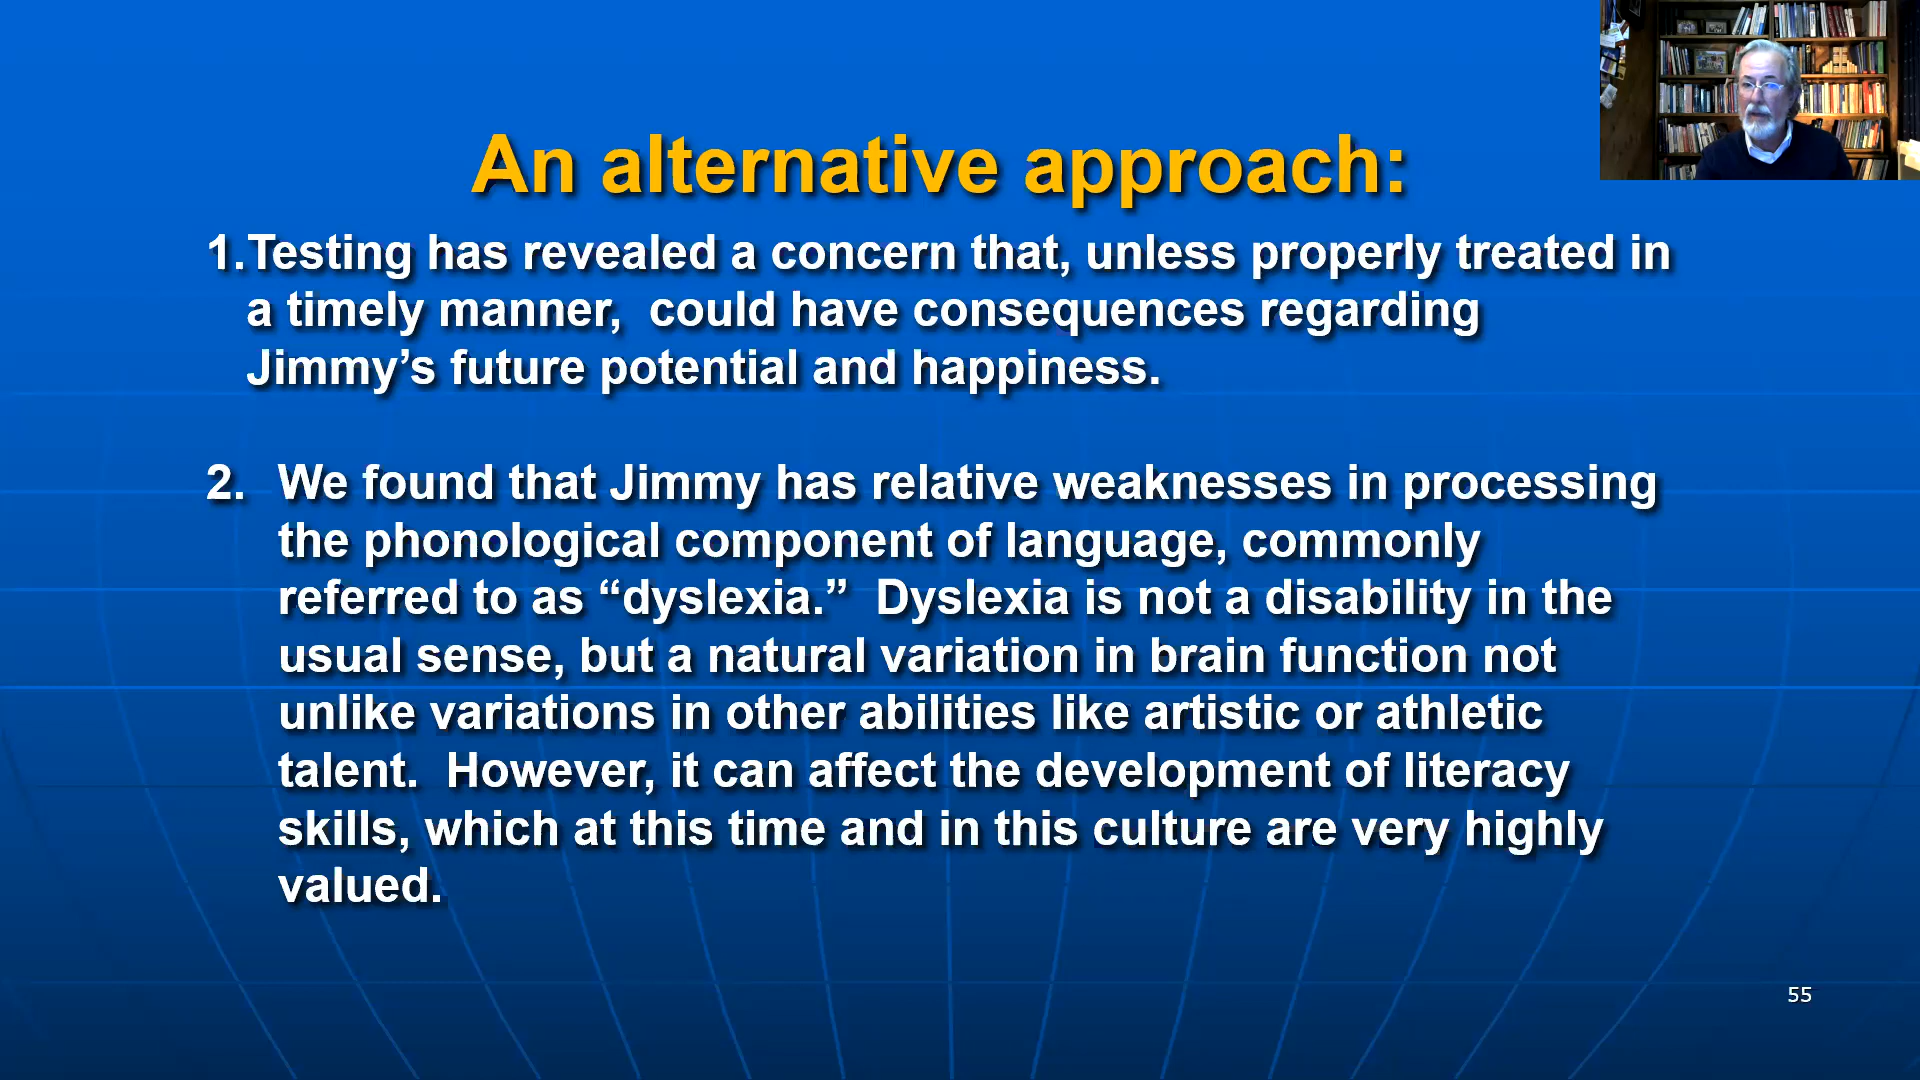 An alternative approach:
1.Testing has revealed a concern that, unless properly treated in
a timely manner,  could have consequences regarding
Jimmy’s future potential and happiness.
2. We found that Jimmy has relative weaknesses in processing
the phonological component of language, commonly
referred to as “dyslexia.”  Dyslexia is not a disability in the
usual sense, but a natural variation in brain function not
unlike variations in other abilities like artistic or athletic
talent.  However, it can affect the development of literacy
skills, which at this time and in this culture are very highly
valued.
55